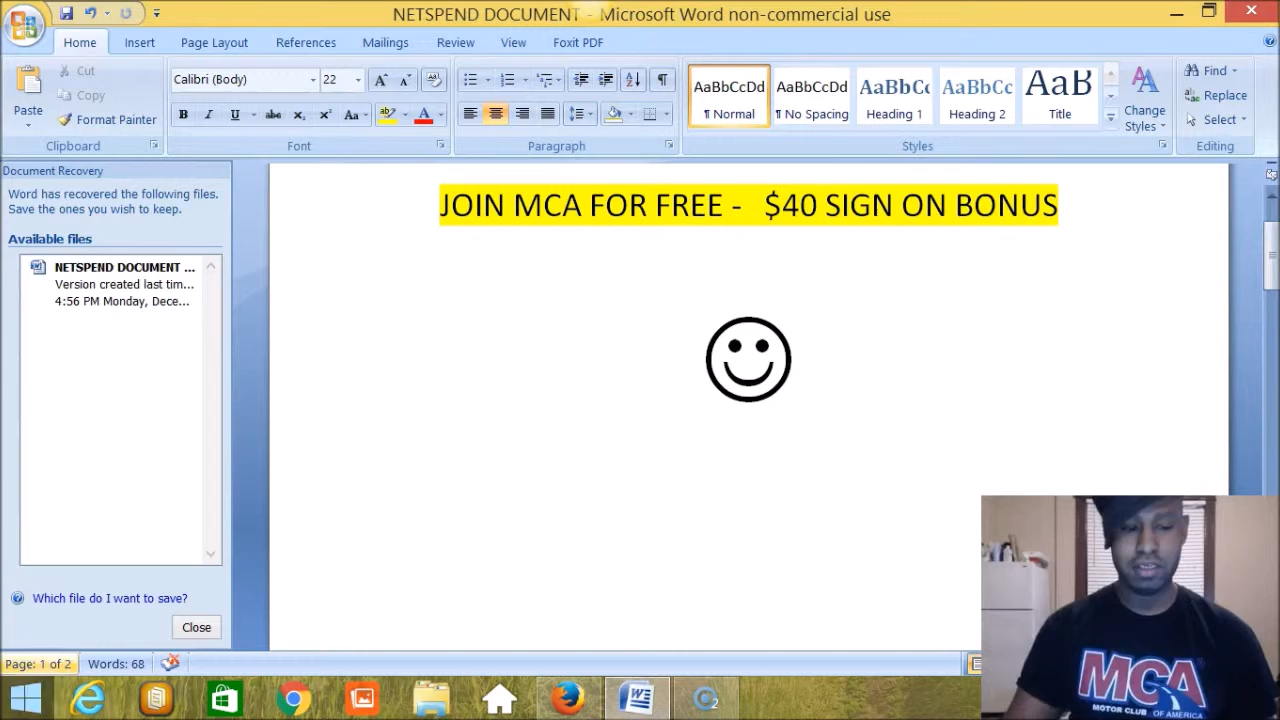 NETSPEND DOCUMENT - Microsoft Word non-commercial use
Home Insert Page Layout References Mailings Review View Foxit PDF
Paste
Cut
Copy
Format Painter
Clipboard
Calibri (Body) 22
B I U abc x₂ x² Aa A
Font
Paragraph
AaBbCcDd AaBbCcDd AaBbCc AaBbCc AaB
¶ Normal ¶ No Spacing Heading 1 Heading 2 Title
Change
Styles
Styles
Find
Replace
Select
Editing
Document Recovery
Word has recovered the following files.
Save the ones you wish to keep.
Available files
NETSPEND DOCUMENT ...
Version created last tim...
4:56 PM Monday, Dece...
Which file do I want to save?
Close
JOIN MCA FOR FREE - $40 SIGN ON BONUS
MCA
MOTOR CLUB OF AMERICA
Page: 1 of 2 Words: 68